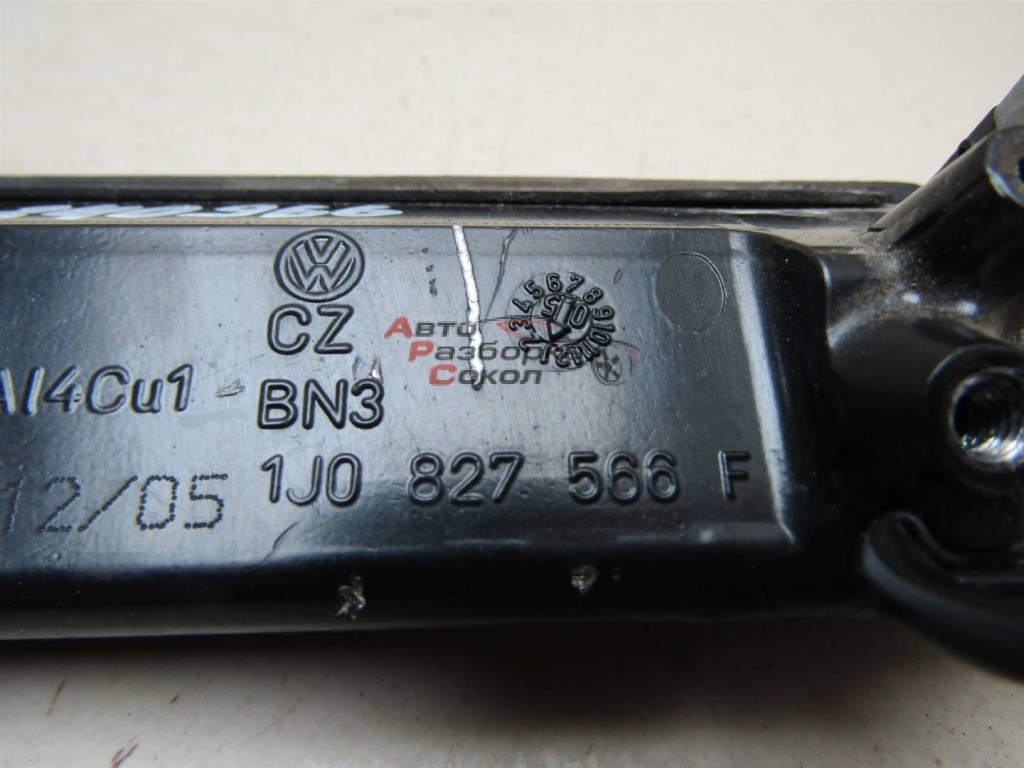 CZ
Al4Cu1
BN3
12/05
1J0 827 566 F
Авто
Разборка
Сокол